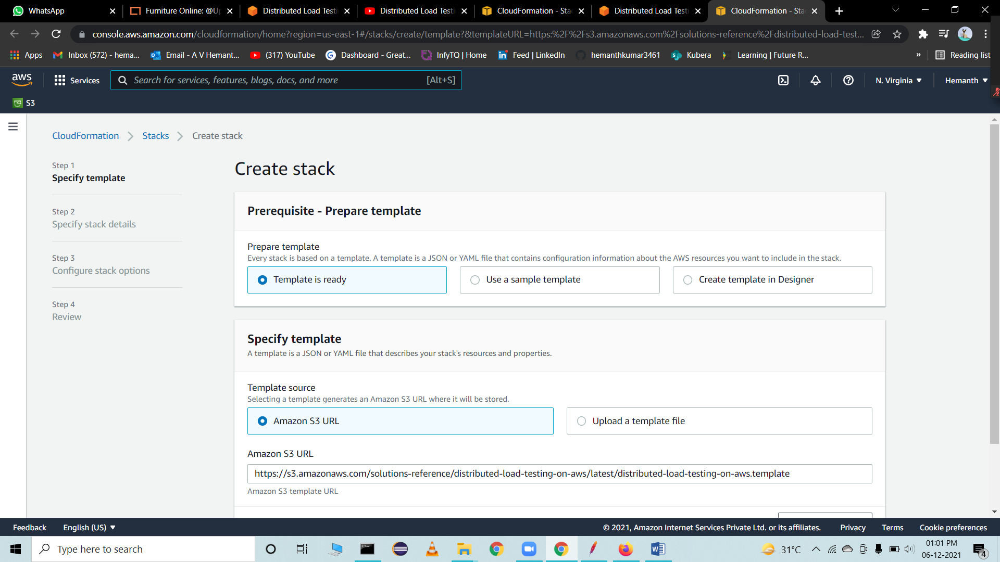 WhatsApp
Furniture Online: @Up
Distributed Load Testi
Distributed Load Testi
CloudFormation - Sta
Distributed Load Testi
CloudFormation - Sta
console.aws.amazon.com/cloudformation/home?region=us-east-1#/stacks/create/template?&templateURL=https:%2F%2Fs3.amazonaws.com%2Fsolutions-reference%2Fdistributed-load-test...
Apps
Inbox (572) - hema...
Email - A V Hemant...
(317) YouTube
Dashboard - Great...
InfyTQ | Home
Feed | LinkedIn
hemanthkumar3461
Kubera
Learning | Future R...
»
Reading list
aws
Services
Search for services, features, blogs, docs, and more
[Alt+S]
N. Virginia
Hemanth
S3
CloudFormation
Stacks
Create stack
Step 1
Specify template
Step 2
Specify stack details
Step 3
Configure stack options
Step 4
Review
Create stack
Prerequisite - Prepare template
Prepare template
Every stack is based on a template. A template is a JSON or YAML file that contains configuration information about the AWS resources you want to include in the stack.
Template is ready
Use a sample template
Create template in Designer
Specify template
A template is a JSON or YAML file that describes your stack's resources and properties.
Template source
Selecting a template generates an Amazon S3 URL where it will be stored.
Amazon S3 URL
Upload a template file
Amazon S3 URL
https://s3.amazonaws.com/solutions-reference/distributed-load-testing-on-aws/latest/distributed-load-testing-on-aws.template
Amazon S3 template URL
Feedback
English (US)
© 2021, Amazon Internet Services Private Ltd. or its affiliates.
Privacy
Terms
Cookie preferences
Type here to search
31°C
01:01 PM
06-12-2021
4